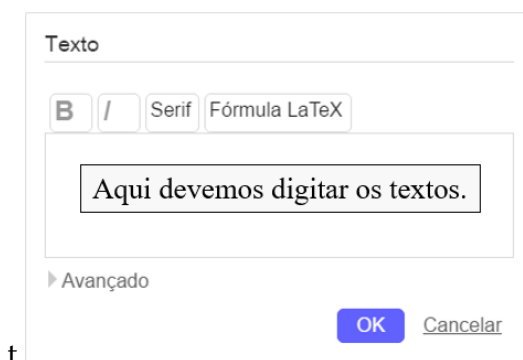 Texto
B I Serif Fórmula LaTeX
Aqui devemos digitar os textos.
Avançado
OK Cancelar
t